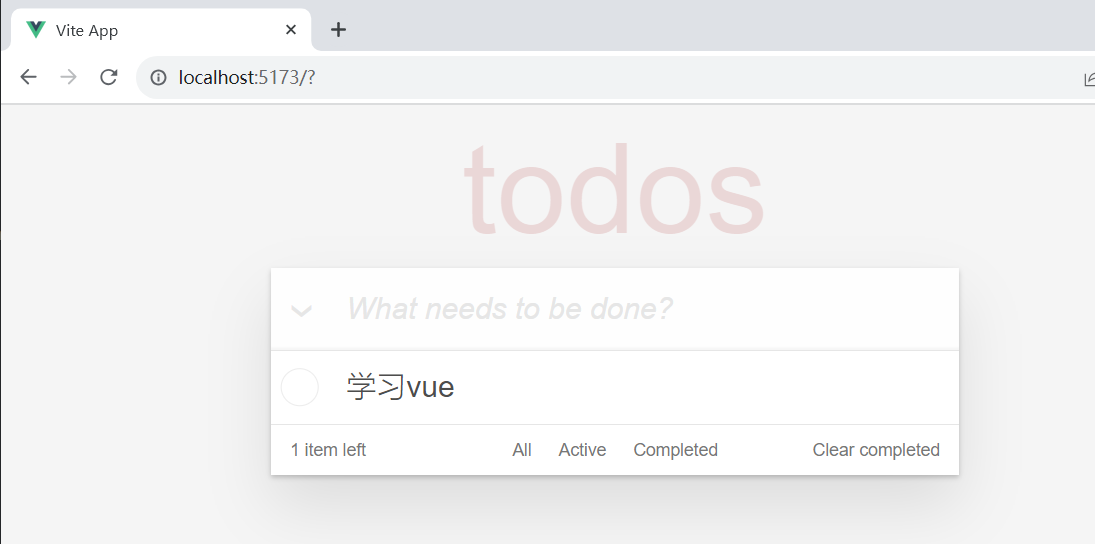 Vite App
localhost:5173/?
todos
What needs to be done?
学习vue
1 item left All Active Completed Clear completed